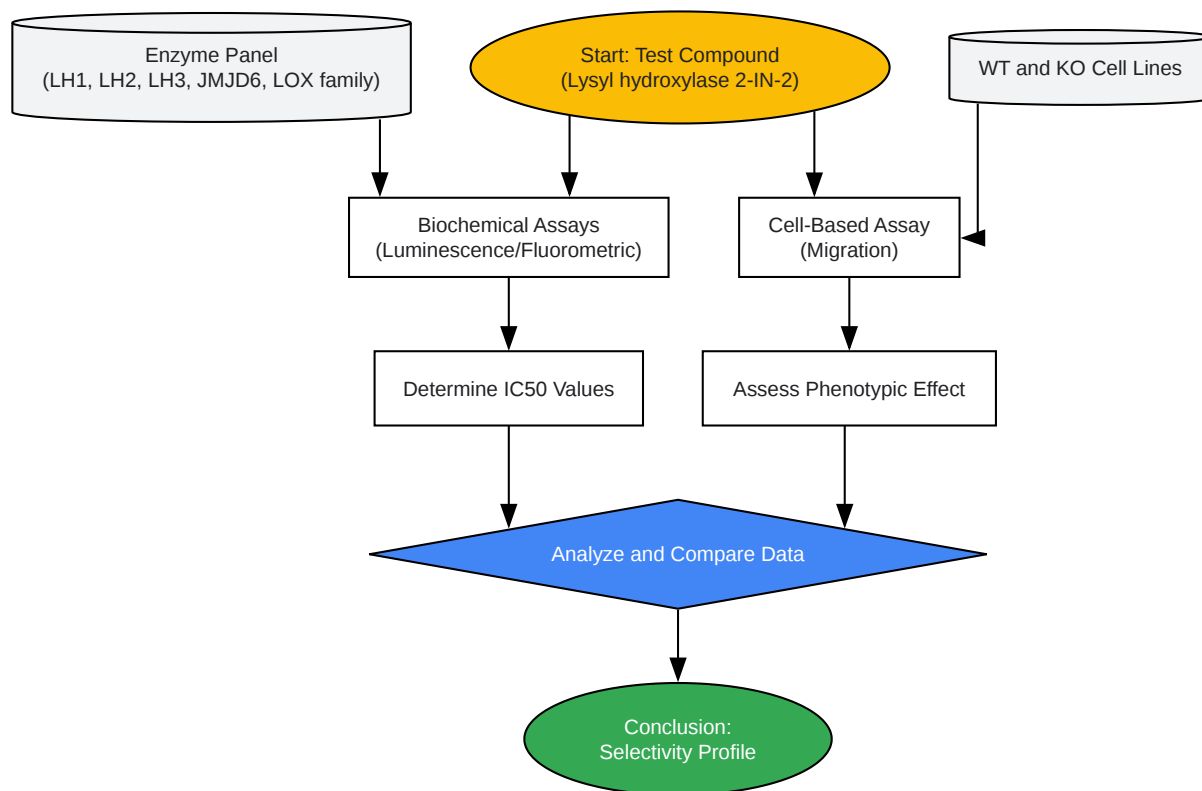 Enzyme Panel
(LH1, LH2, LH3, JMJD6, LOX family)
Start: Test Compound
(Lysyl hydroxylase 2-IN-2)
WT and KO Cell Lines
Biochemical Assays
(Luminescence/Fluorometric)
Cell-Based Assay
(Migration)
Determine IC50 Values
Assess Phenotypic Effect
Analyze and Compare Data
Conclusion:
Selectivity Profile